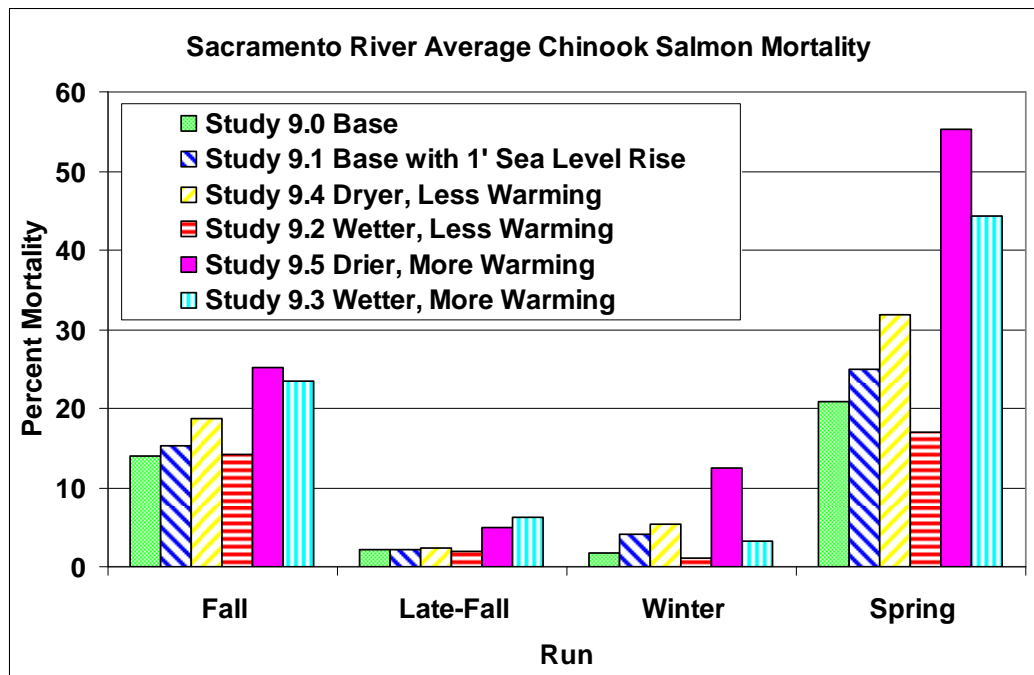 Sacramento River Average Chinook Salmon Mortality
60
50
40
30
20
10
0
Percent Mortality
Study 9.0 Base
Study 9.1 Base with 1' Sea Level Rise
Study 9.4 Dryer, Less Warming
Study 9.2 Wetter, Less Warming
Study 9.5 Drier, More Warming
Study 9.3 Wetter, More Warming
Fall Late-Fall Winter Spring
Run